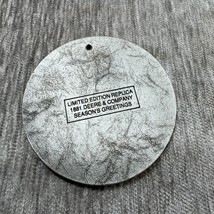 LIMITED EDITION REPLICA
1881 DEERE & COMPANY
SEASON'S GREETINGS